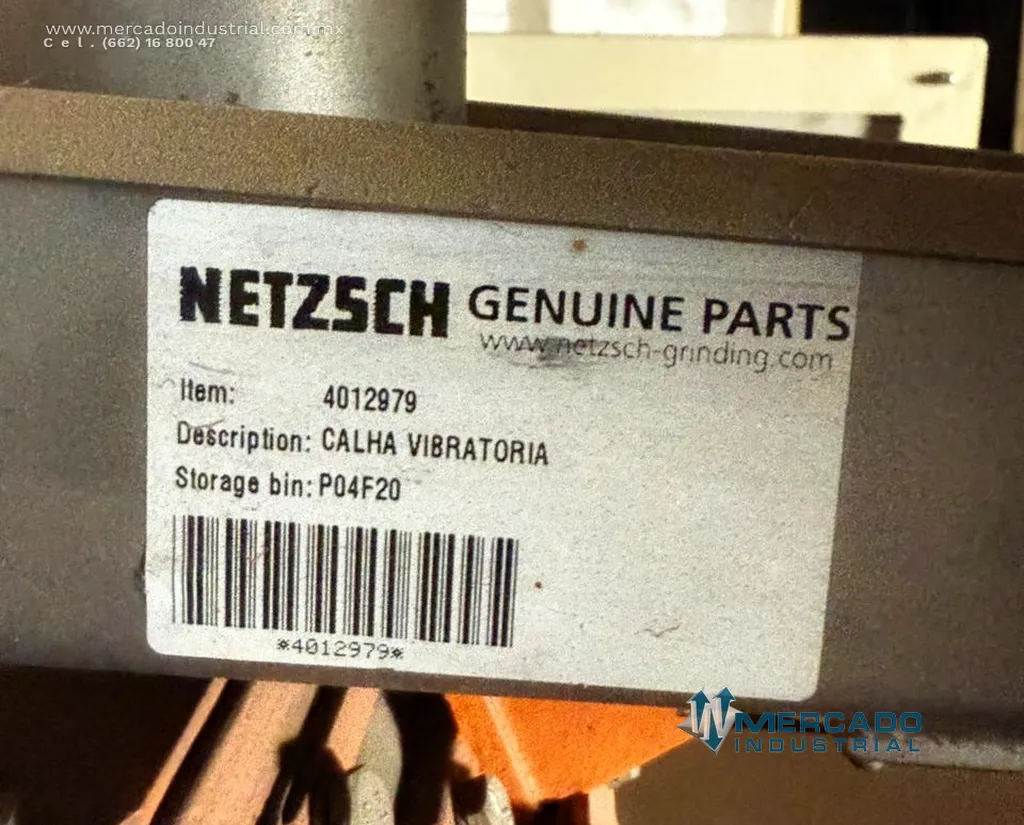 www.mercadoindustrial.com.mx
Cel. (662) 16 800 47
NETZSCH GENUINE PARTS
www.netzsch-grinding.com
Item: 4012979
Description: CALHA VIBRATORIA
Storage bin: P04F20
*4012979*
MERCADO
INDUSTRIAL